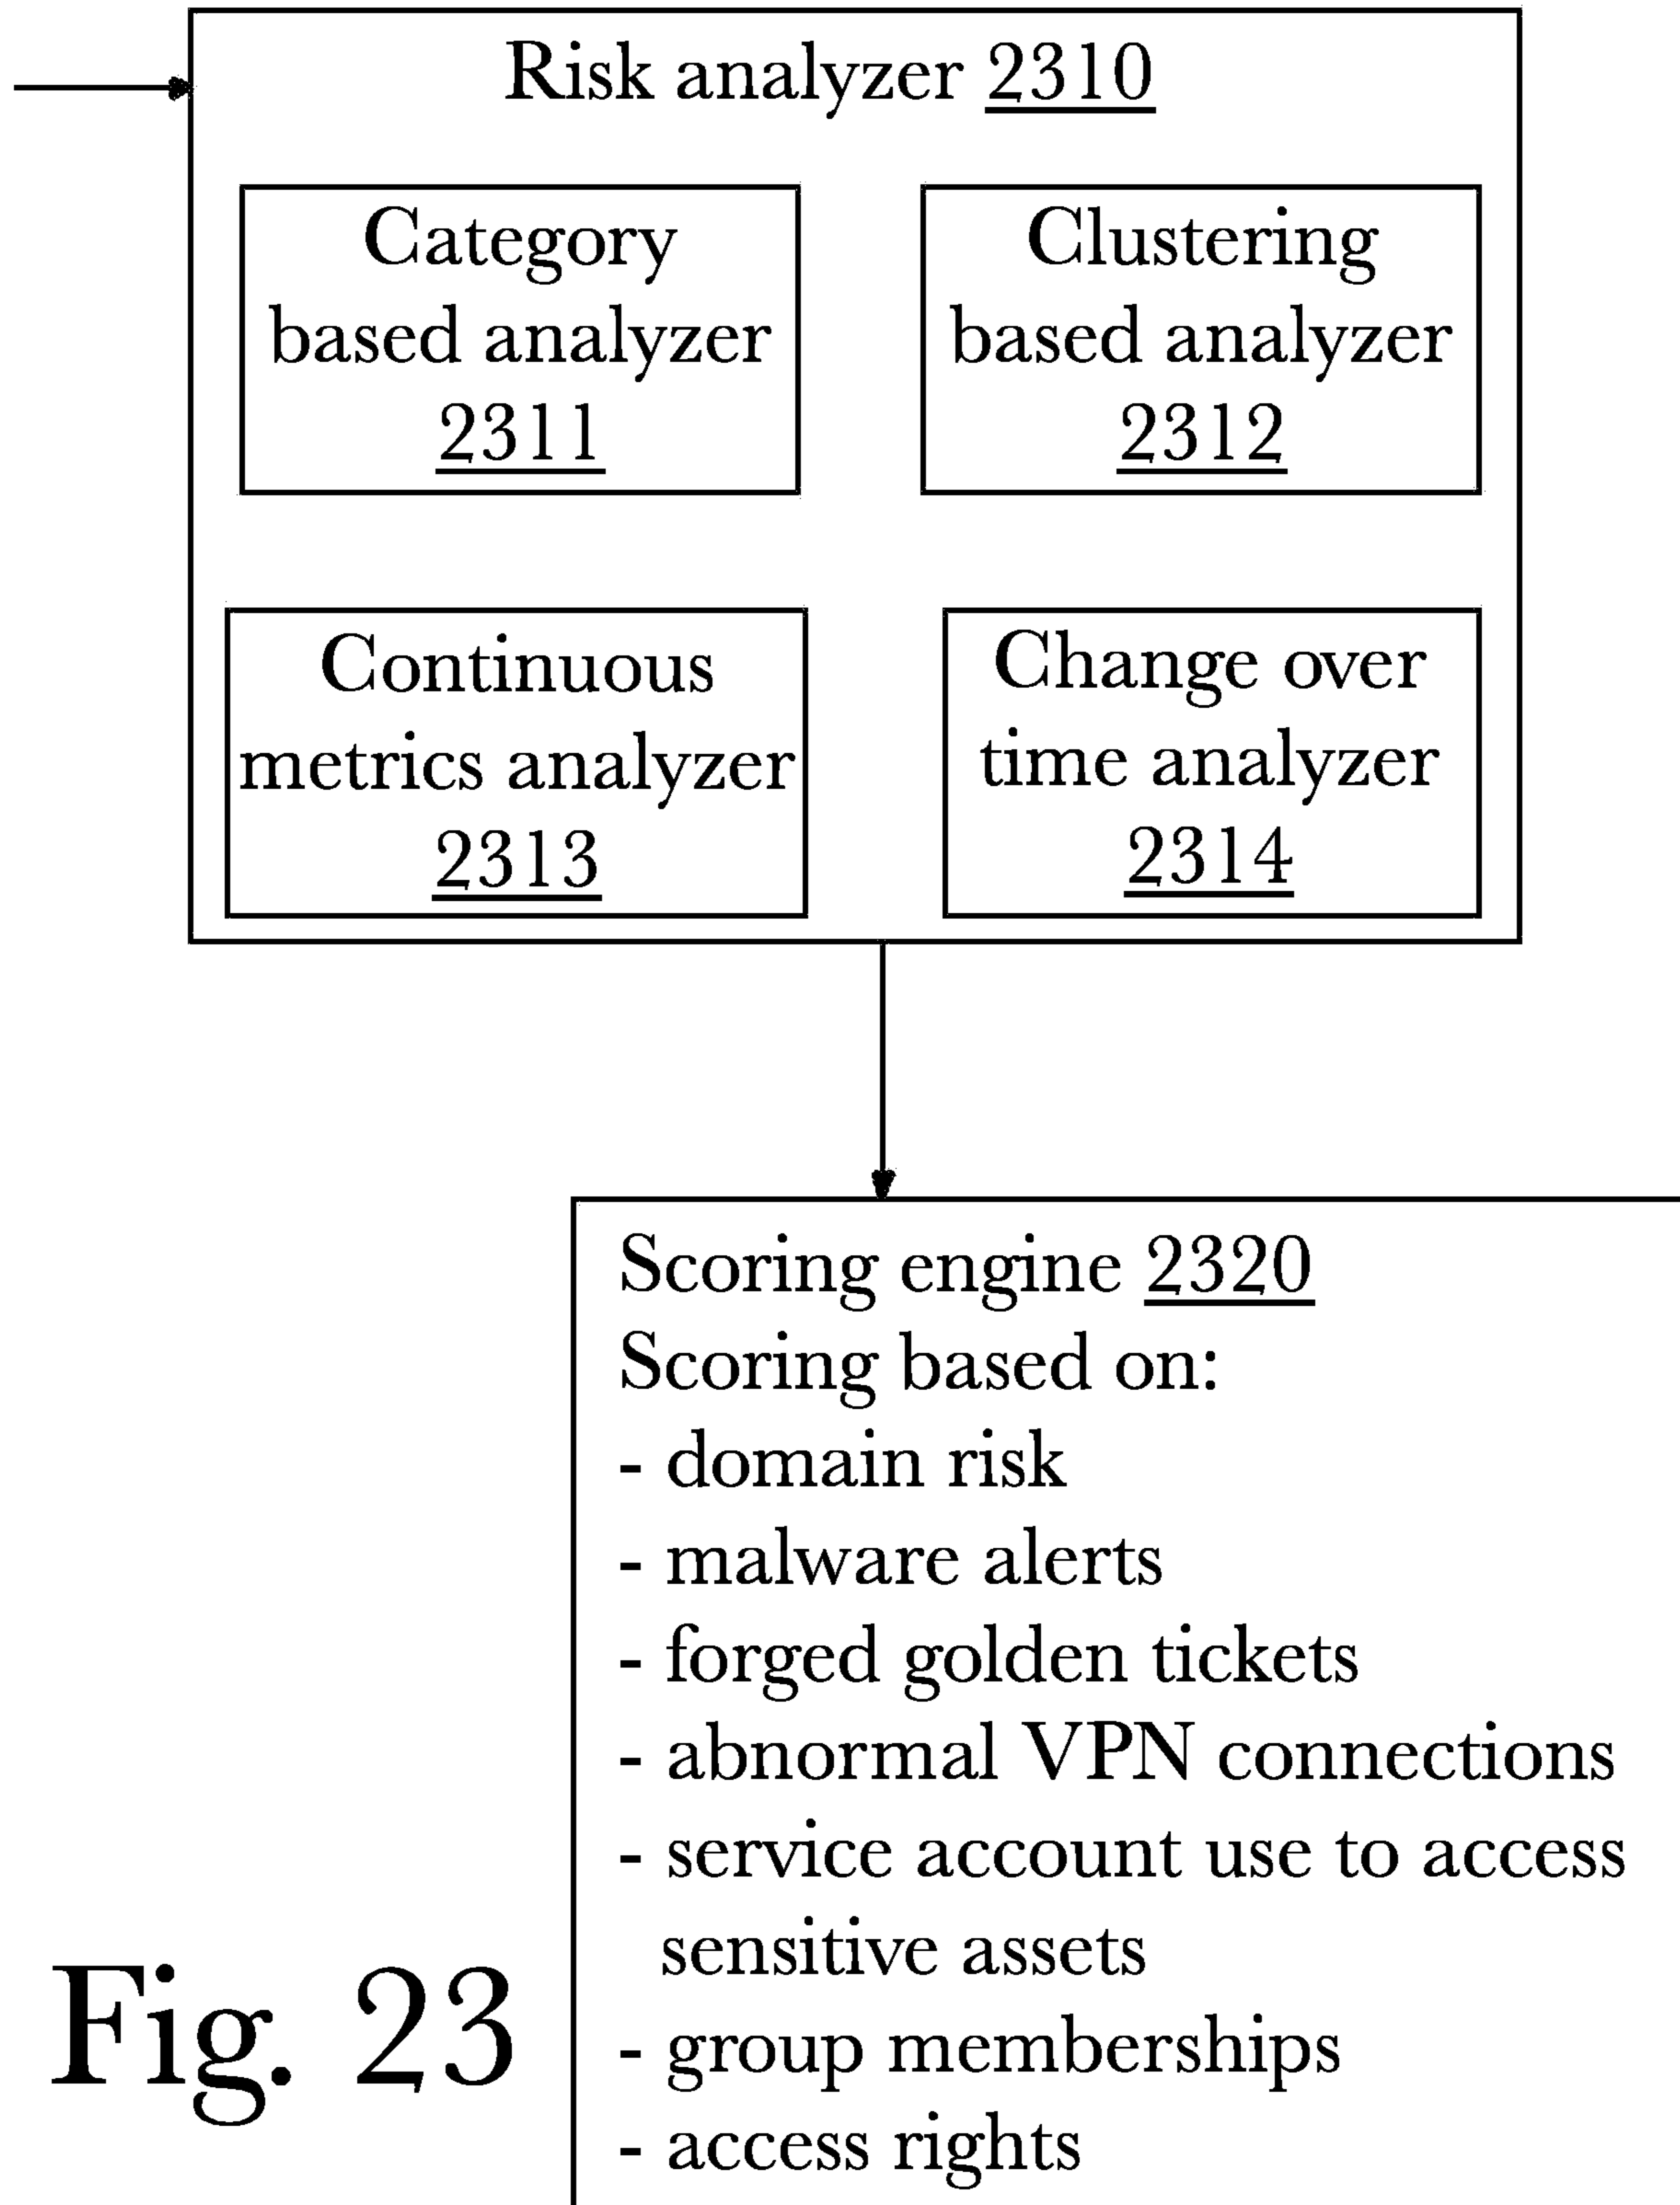 Risk analyzer 2310
Category
based analyzer
2311
Clustering
based analyzer
2312
Continuous
metrics analyzer
2313
Change over
time analyzer
2314
Scoring engine 2320
Scoring based on:
- domain risk
- malware alerts
- forged golden tickets
- abnormal VPN connections
- service account use to access
sensitive assets
- group memberships
- access rights
Fig. 23